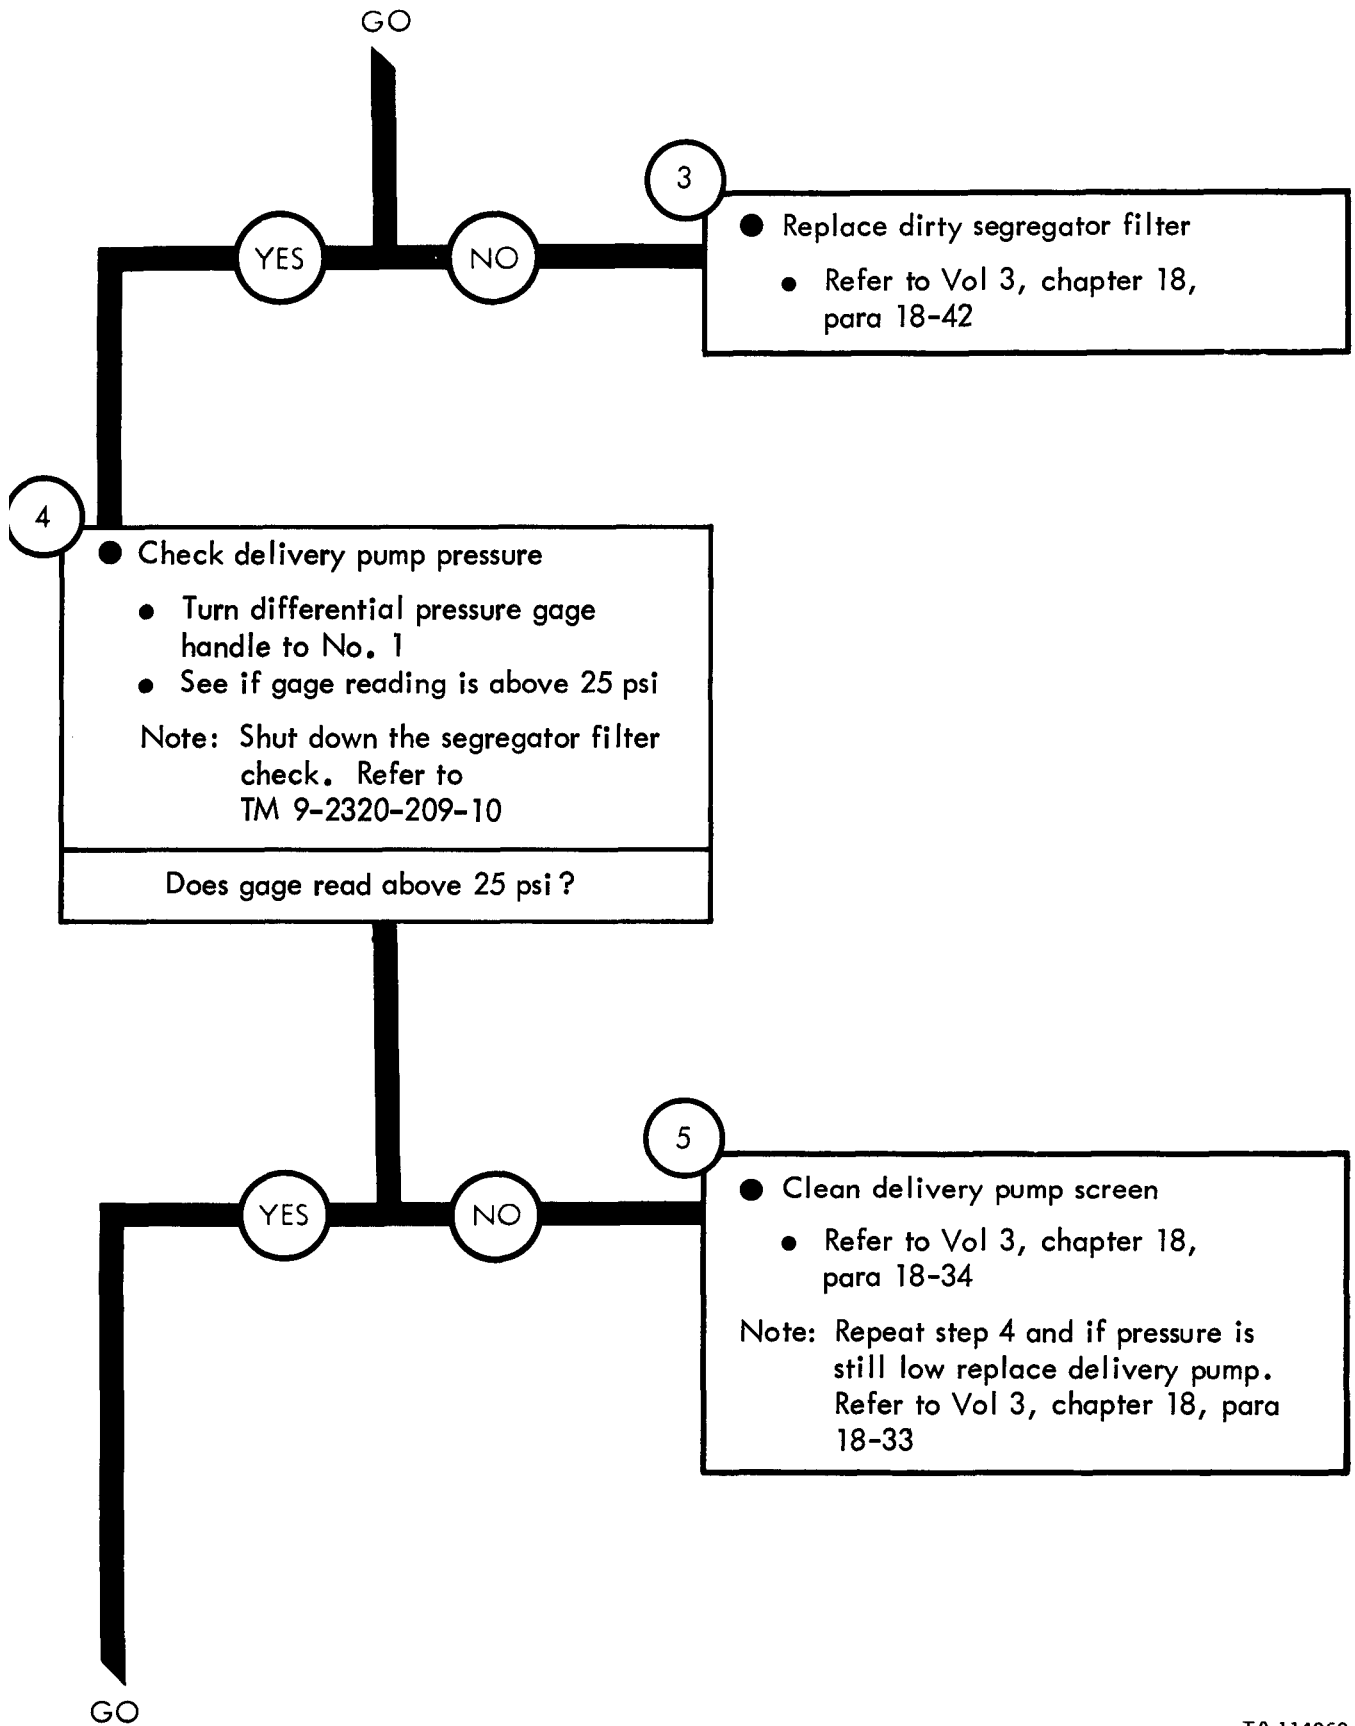 GO
YES
NO
3
● Replace dirty segregator filter
● Refer to Vol 3, chapter 18,
para 18-42
4
● Check delivery pump pressure
● Turn differential pressure gage
handle to No. 1
● See if gage reading is above 25 psi
Note: Shut down the segregator filter
check. Refer to
TM 9-2320-209-10
Does gage read above 25 psi?
YES
NO
5
● Clean delivery pump screen
● Refer to Vol 3, chapter 18,
para 18-34
Note: Repeat step 4 and if pressure is
still low replace delivery pump.
Refer to Vol 3, chapter 18, para
18-33
GO